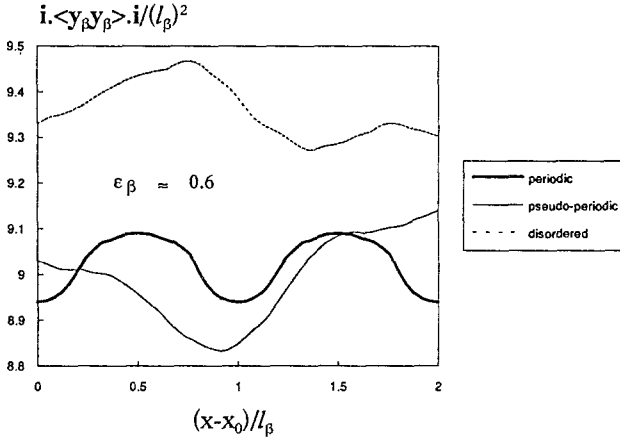 i.<yᵦyᵦ>.i/(lᵦ)²
9.5
9.4
9.3
9.2
9.1
9
8.9
8.8
εᵦ ≈ 0.6
periodic
pseudo-periodic
disordered
0 0.5 1 1.5 2
(x-x₀)/lᵦ